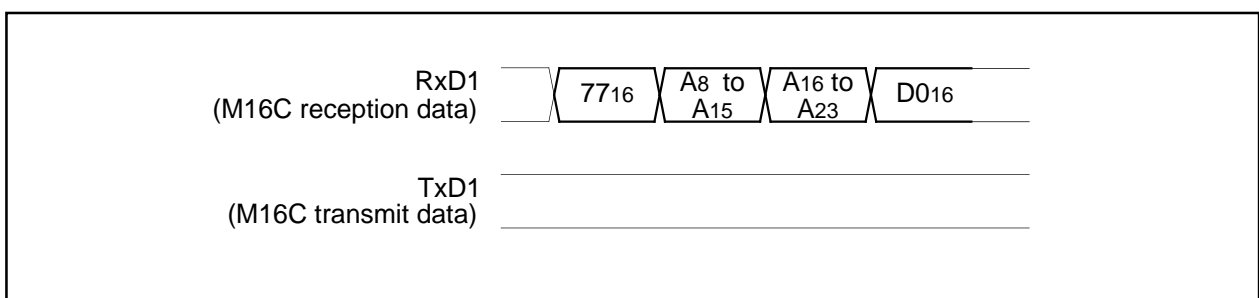 RxD1
(M16C reception data)
7716
A8 to
A15
A16 to
A23
D016
TxD1
(M16C transmit data)